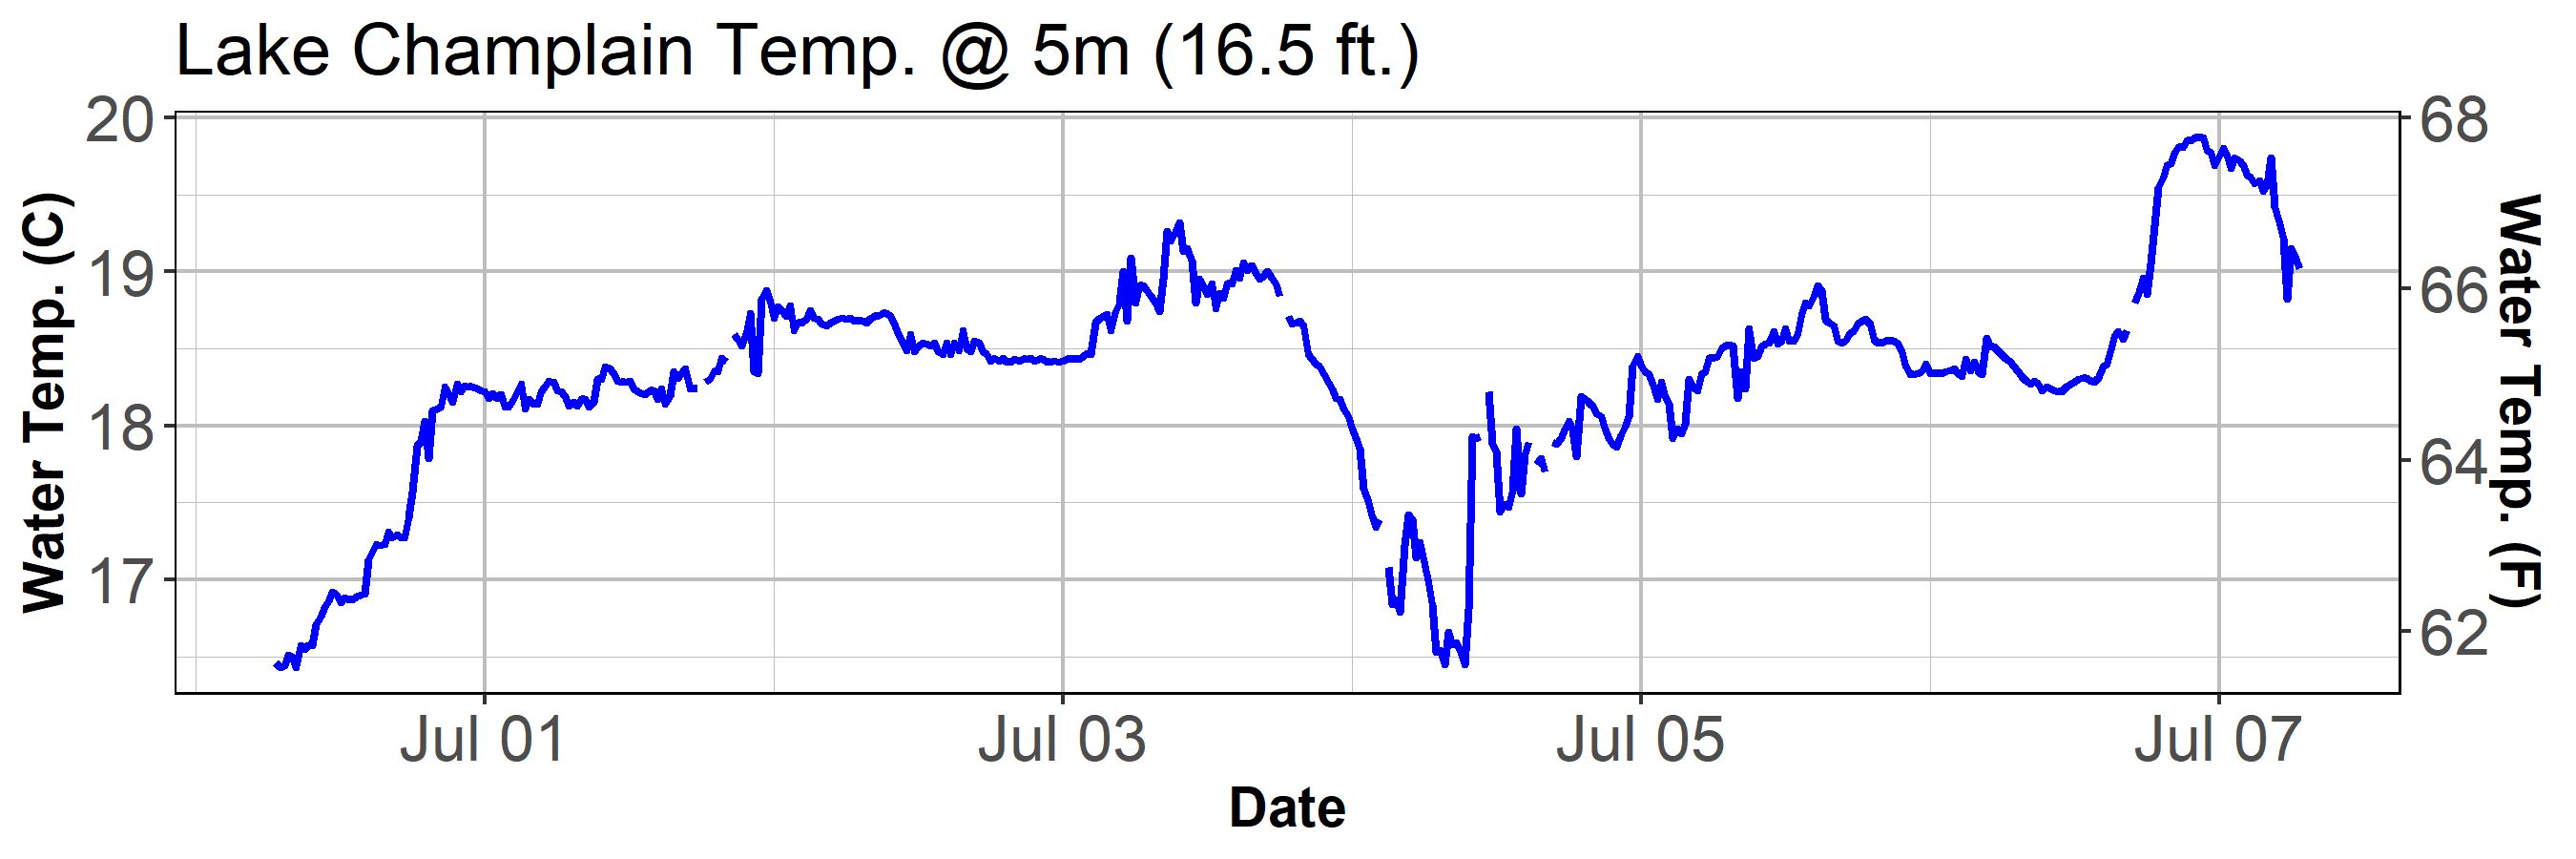 Lake Champlain Temp. @ 5m (16.5 ft.)
20
19
18
17
Water Temp. (C)
68
66
64
62
Water Temp. (F)
Jul 01
Jul 03
Jul 05
Jul 07
Date